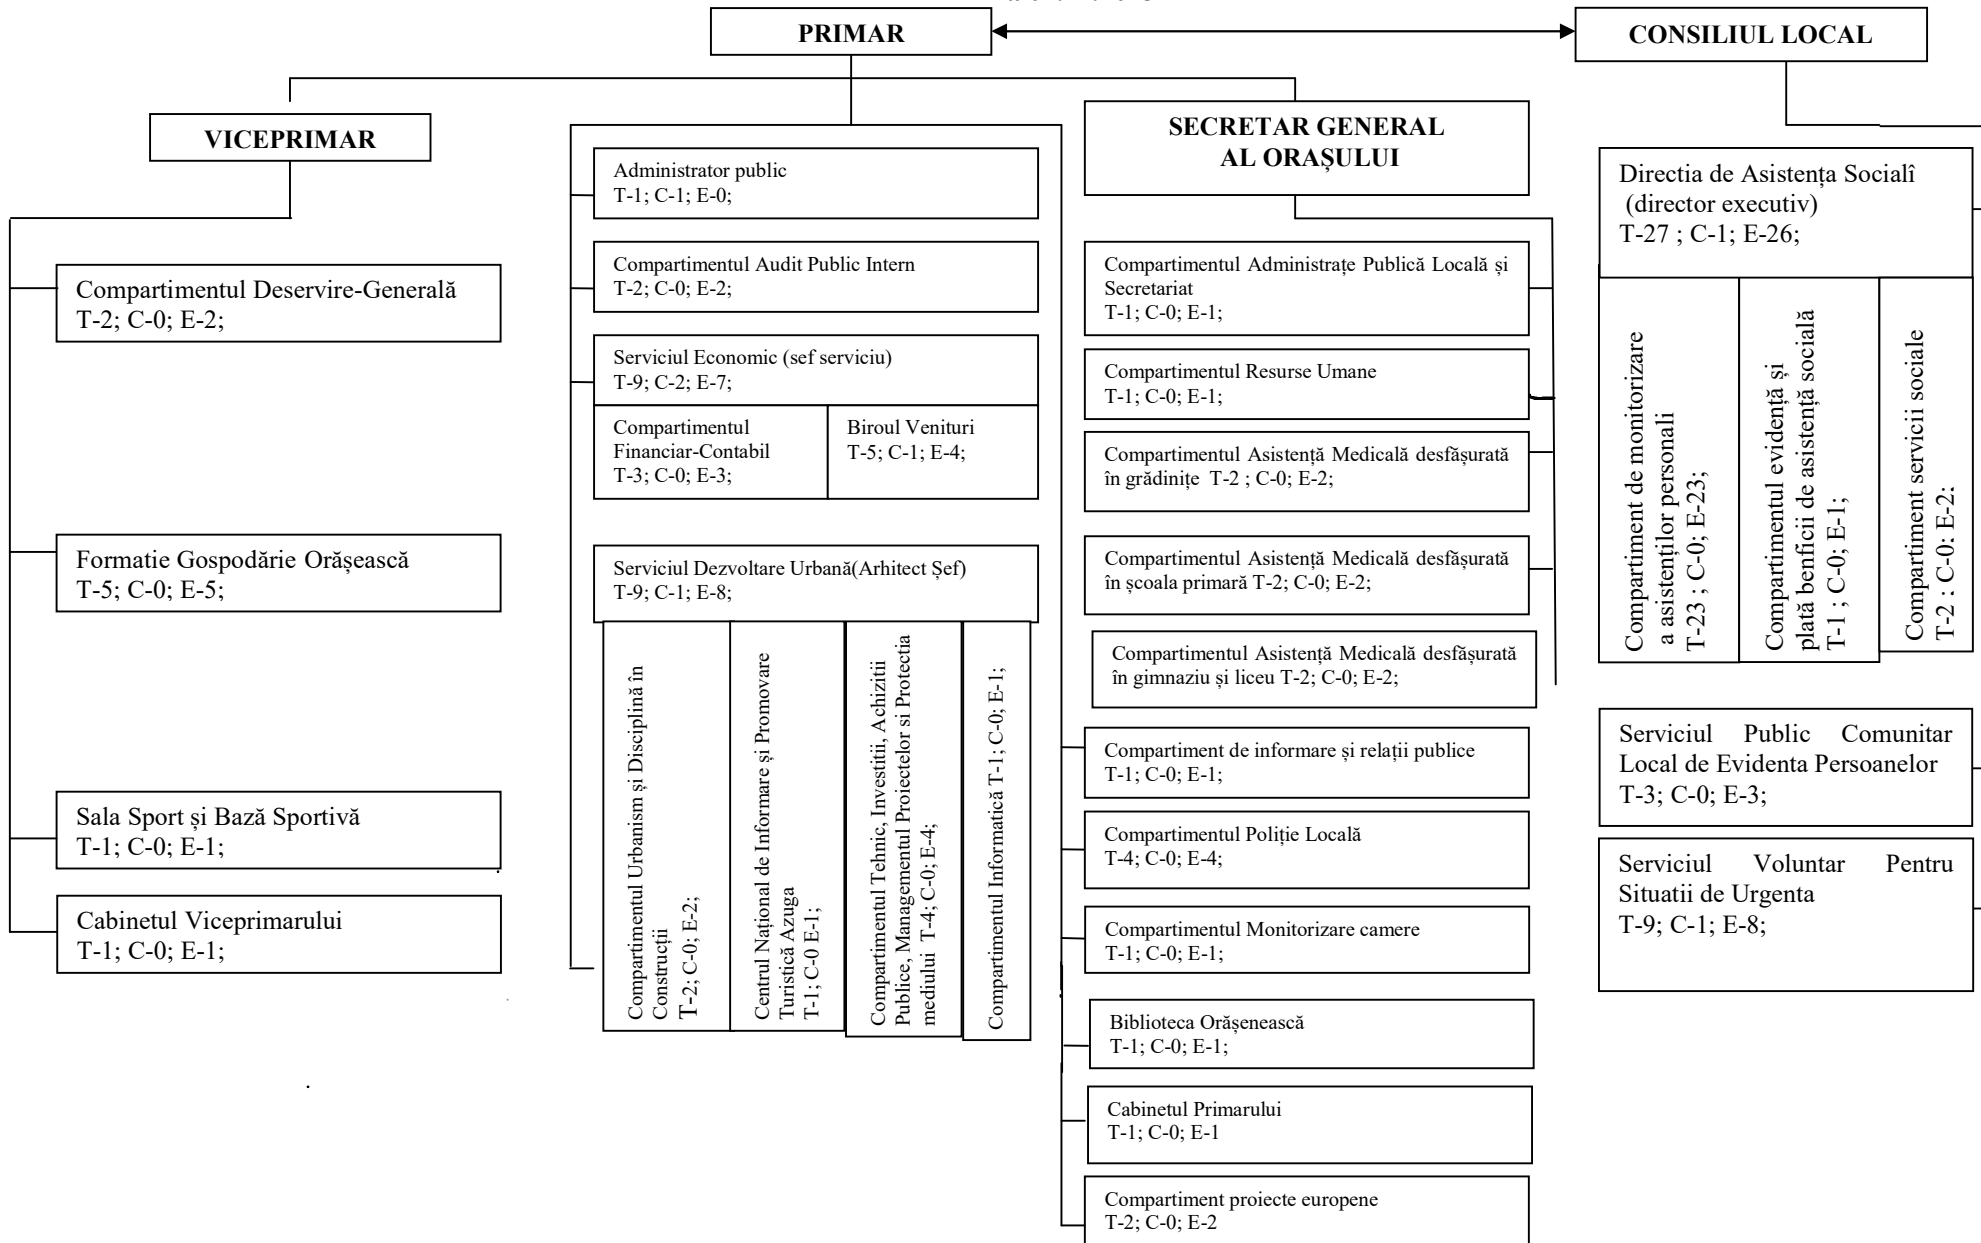 PRIMAR
CONSILIUL LOCAL
VICEPRIMAR
Compartimentul Deservire-Generală
T-2; C-0; E-2;
Formatie Gospodărie Orășească
T-5; C-0; E-5;
Sala Sport și Bază Sportivă
T-1; C-0; E-1;
Cabinetul Viceprimarului
T-1; C-0; E-1;
Administrator public
T-1; C-1; E-0;
Compartimentul Audit Public Intern
T-2; C-0; E-2;
Serviciul Economic (sef serviciu)
T-9; C-2; E-7;
Compartimentul
Financiar-Contabil
T-3; C-0; E-3;
Biroul Venituri
T-5; C-1; E-4;
Serviciul Dezvoltare Urbană(Arhitect Șef)
T-9; C-1; E-8;
Compartimentul Urbanism și Disciplină în
Construcții
T-2; C-0; E-2;
Centrul Național de Informare și Promovare
Turistică Azuga
T-1; C-0 E-1;
Compartimentul Tehnic, Investitii, Achizitii
Publice, Managementul Proiectelor si Protectia
mediului T-4; C-0; E-4;
Compartimentul Informatică T-1; C-0; E-1;
SECRETAR GENERAL
AL ORAȘULUI
Compartimentul Administrațe Publică Locală și
Secretariat
T-1; C-0; E-1;
Compartimentul Resurse Umane
T-1; C-0; E-1;
Compartimentul Asistență Medicală desfășurată
în grădinițe T-2 ; C-0; E-2;
Compartimentul Asistență Medicală desfășurată
în școala primară T-2; C-0; E-2;
Compartimentul Asistență Medicală desfășurată
în gimnaziu și liceu T-2; C-0; E-2;
Compartiment de informare și relații publice
T-1; C-0; E-1;
Compartimentul Poliție Locală
T-4; C-0; E-4;
Compartimentul Monitorizare camere
T-1; C-0; E-1;
Biblioteca Orășenească
T-1; C-0; E-1;
Cabinetul Primarului
T-1; C-0; E-1
Compartiment proiecte europene
T-2; C-0; E-2
Directia de Asistența Socialî
(director executiv)
T-27 ; C-1; E-26;
Compartiment de monitorizare
a asistenților personali
T-23 ; C-0; E-23;
Compartimentul evidență și
plată benficii de asistență socială
T-1 ; C-0; E-1;
Compartiment servicii sociale
T-2 ; C-0; E-2;
Serviciul Public Comunitar
Local de Evidenta Persoanelor
T-3; C-0; E-3;
Serviciul Voluntar Pentru
Situatii de Urgenta
T-9; C-1; E-8;